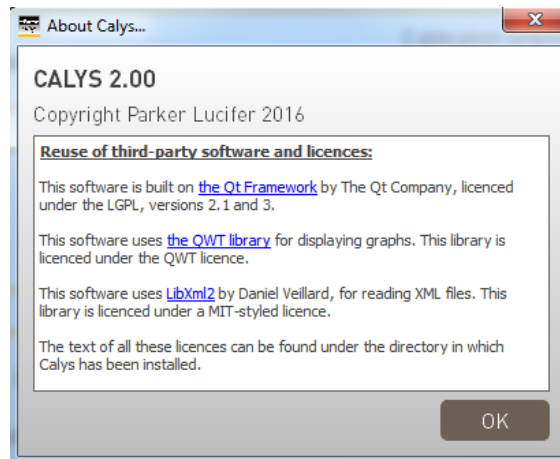 About Calys...
CALYS 2.00
Copyright Parker Lucifer 2016
Reuse of third-party software and licences:
This software is built on the Qt Framework by The Qt Company, licenced
under the LGPL, versions 2.1 and 3.
This software uses the QWT library for displaying graphs. This library is
licenced under the QWT licence.
This software uses LibXml2 by Daniel Veillard, for reading XML files. This
library is licenced under a MIT-styled licence.
The text of all these licences can be found under the directory in which
Calys has been installed.
OK